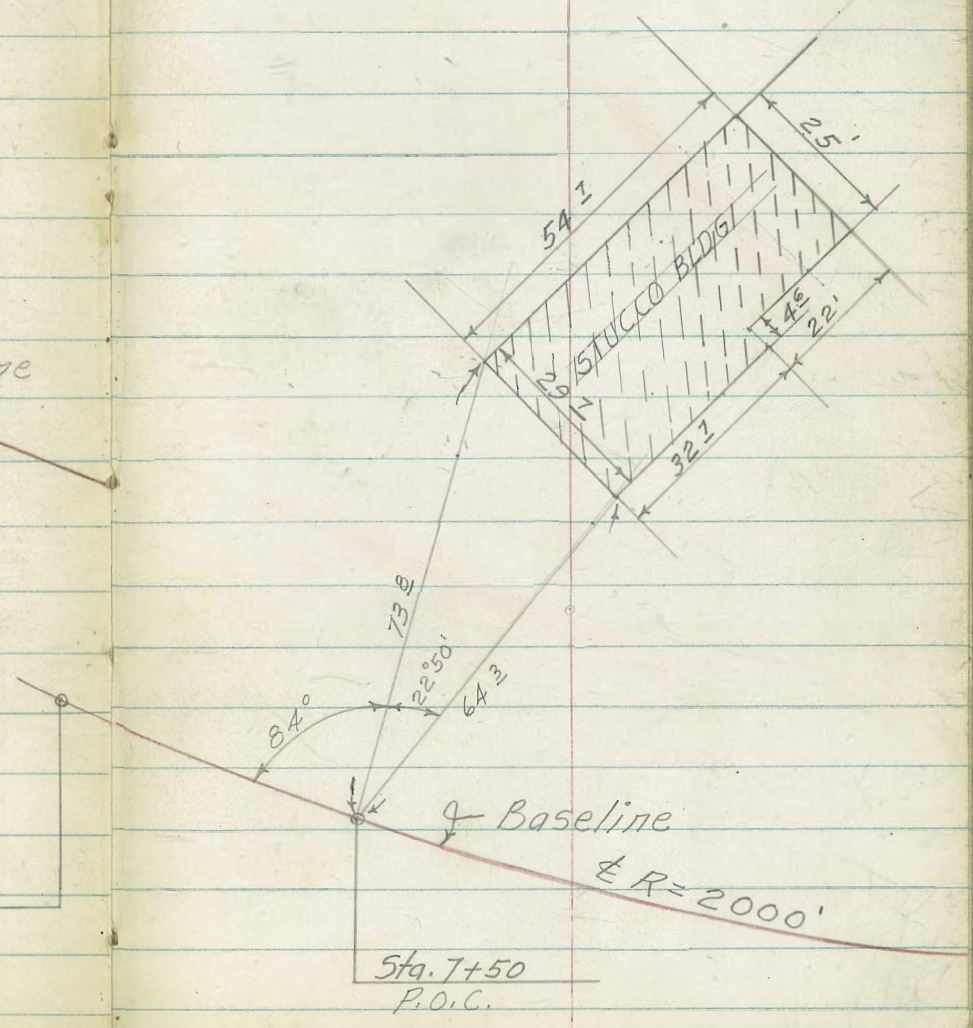 25'
54 1
STUCCO BLDG
4 6
22'
29 7
32 1
73 8
22°50'
64 3
84°
Baseline
℄ R = 2000'
Sta. 7+50
P.O.C.